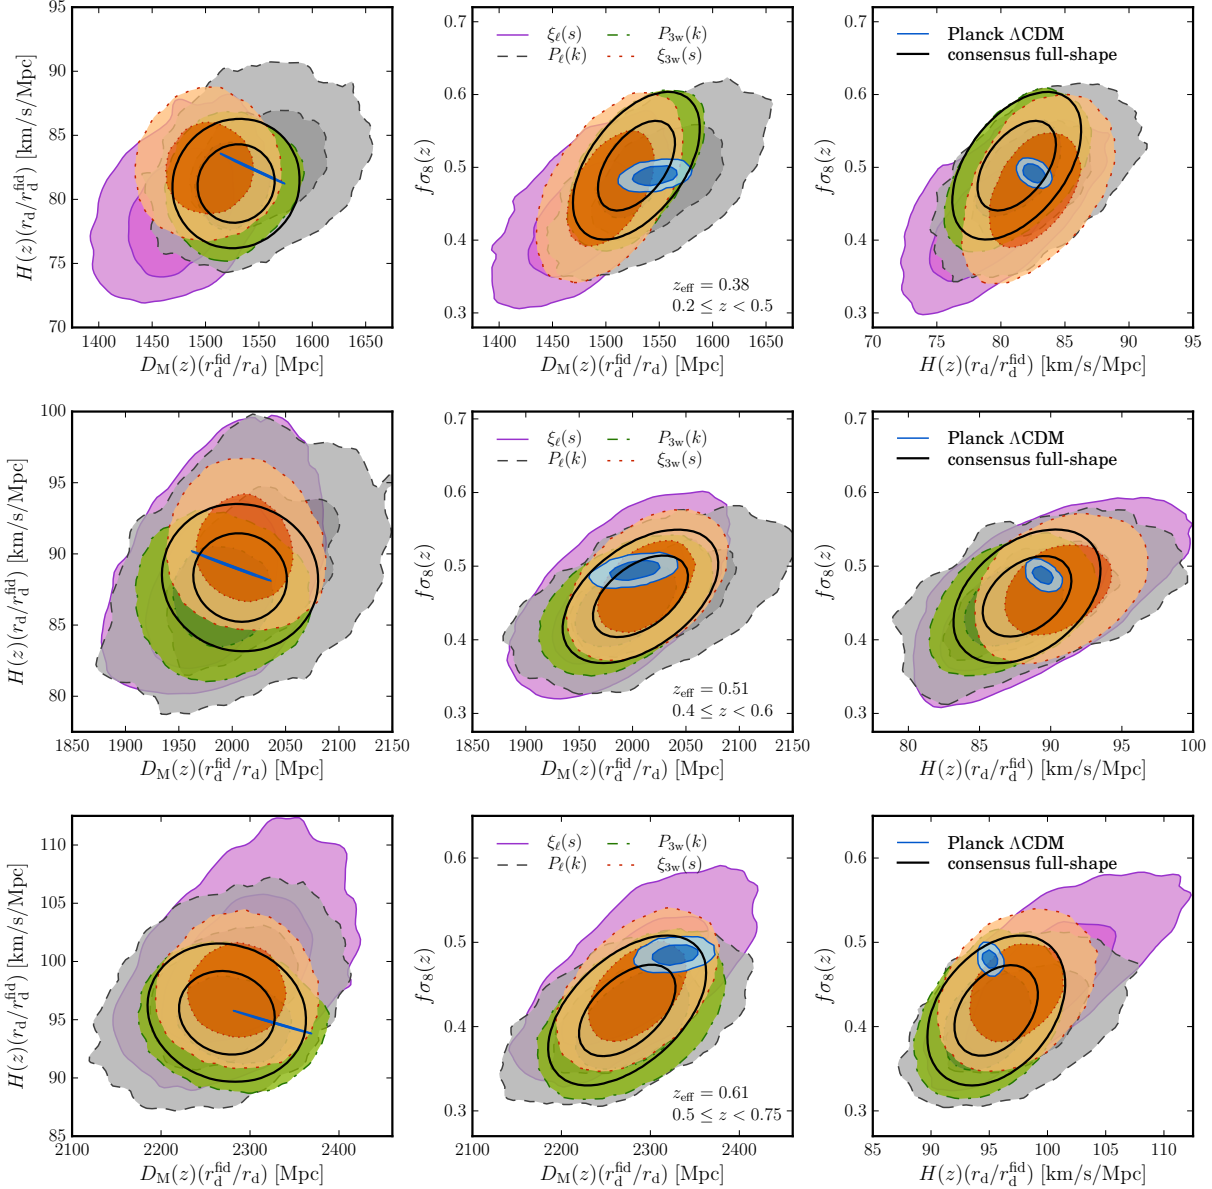 95
90
85
80
75
70
H(z)(r_d/r_d^fid) [km/s/Mpc]
1400 1450 1500 1550 1600 1650
D_M(z)(r_d^fid/r_d) [Mpc]
0.7
0.6
0.5
0.4
0.3
fσ_8(z)
ξ_ℓ(s) P_3w(k)
P_ℓ(k) ξ_3w(s)
z_eff = 0.38
0.2 ≤ z < 0.5
1400 1450 1500 1550 1600 1650
D_M(z)(r_d^fid/r_d) [Mpc]
0.7
0.6
0.5
0.4
0.3
fσ_8(z)
Planck ΛCDM
consensus full-shape
70 75 80 85 90 95
H(z)(r_d/r_d^fid) [km/s/Mpc]
100
95
90
85
80
H(z)(r_d/r_d^fid) [km/s/Mpc]
1850 1900 1950 2000 2050 2100 2150
D_M(z)(r_d^fid/r_d) [Mpc]
0.7
0.6
0.5
0.4
0.3
fσ_8(z)
ξ_ℓ(s) P_3w(k)
P_ℓ(k) ξ_3w(s)
z_eff = 0.51
0.4 ≤ z < 0.6
1850 1900 1950 2000 2050 2100 2150
D_M(z)(r_d^fid/r_d) [Mpc]
0.7
0.6
0.5
0.4
0.3
fσ_8(z)
Planck ΛCDM
consensus full-shape
80 85 90 95 100
H(z)(r_d/r_d^fid) [km/s/Mpc]
110
105
100
95
90
85
H(z)(r_d/r_d^fid) [km/s/Mpc]
2100 2200 2300 2400
D_M(z)(r_d^fid/r_d) [Mpc]
0.6
0.5
0.4
0.3
fσ_8(z)
ξ_ℓ(s) P_3w(k)
P_ℓ(k) ξ_3w(s)
z_eff = 0.61
0.5 ≤ z < 0.75
2100 2200 2300 2400
D_M(z)(r_d^fid/r_d) [Mpc]
0.6
0.5
0.4
0.3
fσ_8(z)
Planck ΛCDM
consensus full-shape
85 90 95 100 105 110
H(z)(r_d/r_d^fid) [km/s/Mpc]